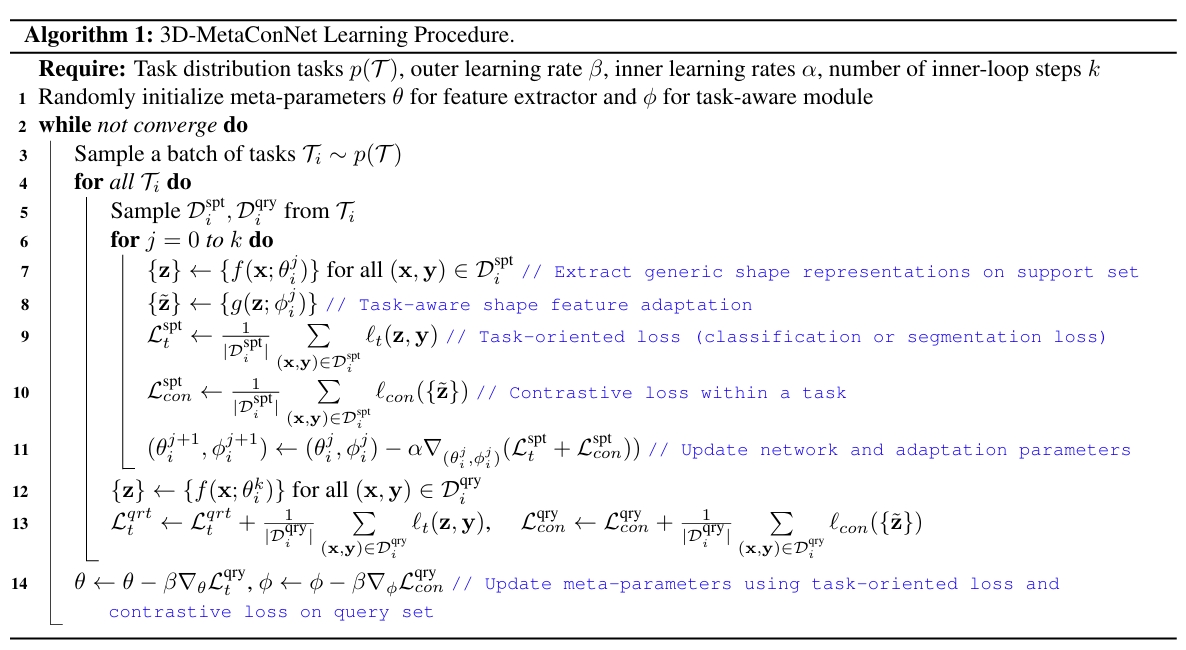 Algorithm 1: 3D-MetaConNet Learning Procedure.
Require: Task distribution tasks $p(\mathcal{T})$, outer learning rate $\beta$, inner learning rates $\alpha$, number of inner-loop steps $k$
1 Randomly initialize meta-parameters $\theta$ for feature extractor and $\phi$ for task-aware module
2 while not converge do
3 Sample a batch of tasks $\mathcal{T}_i \sim p(\mathcal{T})$
4 for all $\mathcal{T}_i$ do
5 Sample $\mathcal{D}_i^{\text{spt}}, \mathcal{D}_i^{\text{qry}}$ from $\mathcal{T}_i$
6 for $j = 0$ to $k$ do
7 $\{\mathbf{z}\} \leftarrow \{f(\mathbf{x}; \theta_i^j)\}$ for all $(\mathbf{x}, \mathbf{y}) \in \mathcal{D}_i^{\text{spt}}$ // Extract generic shape representations on support set
8 $\{\tilde{\mathbf{z}}\} \leftarrow \{g(\mathbf{z}; \phi_i^j)\}$ // Task-aware shape feature adaptation
9 $\mathcal{L}_t^{\text{spt}} \leftarrow \frac{1}{|\mathcal{D}_i^{\text{spt}}|} \sum_{(\mathbf{x},\mathbf{y}) \in \mathcal{D}_i^{\text{spt}}} \ell_t(\mathbf{z}, \mathbf{y})$ // Task-oriented loss (classification or segmentation loss)
10 $\mathcal{L}_{con}^{\text{spt}} \leftarrow \frac{1}{|\mathcal{D}_i^{\text{spt}}|} \sum_{(\mathbf{x},\mathbf{y}) \in \mathcal{D}_i^{\text{spt}}} \ell_{con}(\{\tilde{\mathbf{z}}\})$ // Contrastive loss within a task
11 $(\theta_i^{j+1}, \phi_i^{j+1}) \leftarrow (\theta_i^j, \phi_i^j) - \alpha \nabla_{(\theta_i^j, \phi_i^j)} (\mathcal{L}_t^{\text{spt}} + \mathcal{L}_{con}^{\text{spt}}))$ // Update network and adaptation parameters
12 $\{\mathbf{z}\} \leftarrow \{f(\mathbf{x}; \theta_i^k)\}$ for all $(\mathbf{x}, \mathbf{y}) \in \mathcal{D}_i^{\text{qry}}$
13 $\mathcal{L}_t^{qrt} \leftarrow \mathcal{L}_t^{qrt} + \frac{1}{|\mathcal{D}_i^{\text{qry}}|} \sum_{(\mathbf{x},\mathbf{y}) \in \mathcal{D}_i^{\text{qry}}} \ell_t(\mathbf{z}, \mathbf{y}), \quad \mathcal{L}_{con}^{\text{qry}} \leftarrow \mathcal{L}_{con}^{\text{qry}} + \frac{1}{|\mathcal{D}_i^{\text{qry}}|} \sum_{(\mathbf{x},\mathbf{y}) \in \mathcal{D}_i^{\text{qry}}} \ell_{con}(\{\tilde{\mathbf{z}}\})$
14 $\theta \leftarrow \theta - \beta \nabla_\theta \mathcal{L}_t^{\text{qry}}, \phi \leftarrow \phi - \beta \nabla_\phi \mathcal{L}_{con}^{\text{qry}}$ // Update meta-parameters using task-oriented loss and
contrastive loss on query set